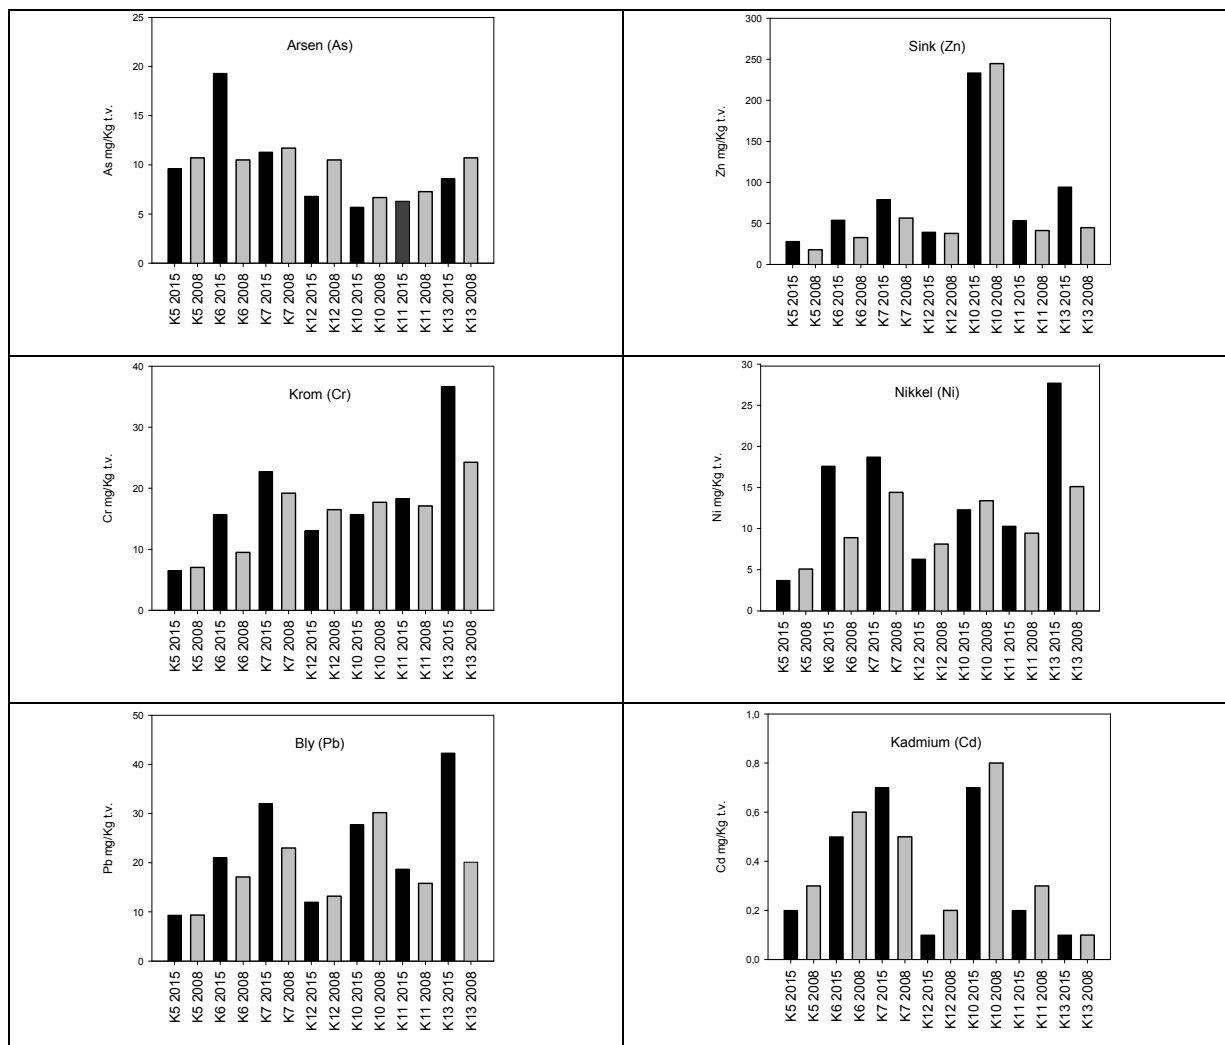 Arsen (As)
As mg/Kg t.v.
25
20
15
10
5
0
K5 2015
K5 2008
K6 2015
K6 2008
K7 2015
K7 2008
K12 2015
K12 2008
K10 2015
K10 2008
K11 2015
K11 2008
K13 2015
K13 2008
Sink (Zn)
Zn mg/Kg t.v.
300
250
200
150
100
50
0
K5 2015
K5 2008
K6 2015
K6 2008
K7 2015
K7 2008
K12 2015
K12 2008
K10 2015
K10 2008
K11 2015
K11 2008
K13 2015
K13 2008
Krom (Cr)
Cr mg/Kg t.v.
40
30
20
10
0
K5 2015
K5 2008
K6 2015
K6 2008
K7 2015
K7 2008
K12 2015
K12 2008
K10 2015
K10 2008
K11 2015
K11 2008
K13 2015
K13 2008
Nikkel (Ni)
Ni mg/Kg t.v.
30
25
20
15
10
5
0
K5 2015
K5 2008
K6 2015
K6 2008
K7 2015
K7 2008
K12 2015
K12 2008
K10 2015
K10 2008
K11 2015
K11 2008
K13 2015
K13 2008
Bly (Pb)
Pb mg/Kg t.v.
50
40
30
20
10
0
K5 2015
K5 2008
K6 2015
K6 2008
K7 2015
K7 2008
K12 2015
K12 2008
K10 2015
K10 2008
K11 2015
K11 2008
K13 2015
K13 2008
Kadmium (Cd)
Cd mg/Kg t.v.
1,0
0,8
0,6
0,4
0,2
0,0
K5 2015
K5 2008
K6 2015
K6 2008
K7 2015
K7 2008
K12 2015
K12 2008
K10 2015
K10 2008
K11 2015
K11 2008
K13 2015
K13 2008